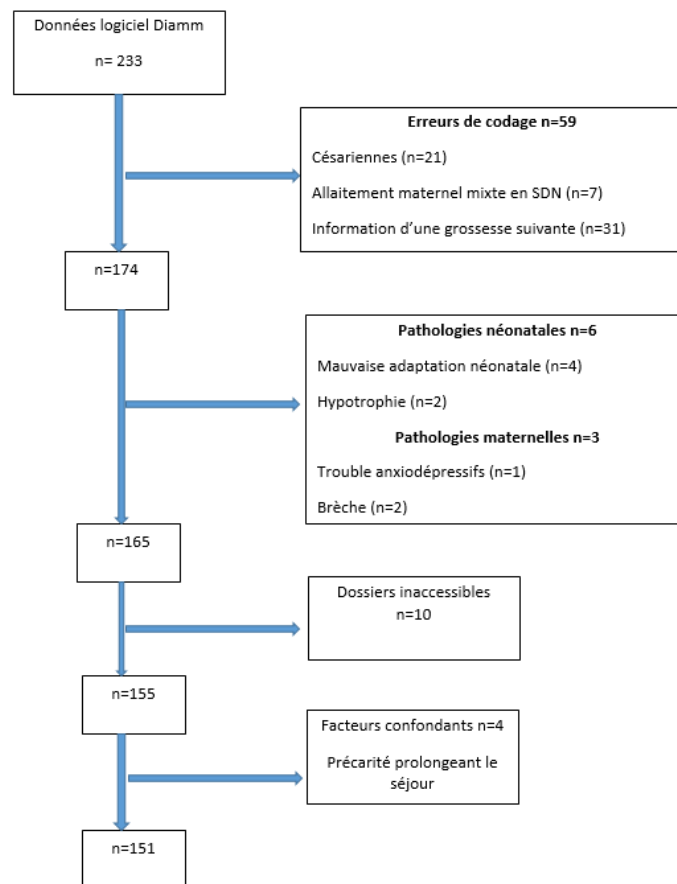 Données logiciel Diamm
n= 233
Erreurs de codage n=59
Césariennes (n=21)
Allaitement maternel mixte en SDN (n=7)
Information d’une grossesse suivante (n=31)
n=174
Pathologies néonatales n=6
Mauvaise adaptation néonatale (n=4)
Hypotrophie (n=2)
Pathologies maternelles n=3
Trouble anxiodépressifs (n=1)
Brèche (n=2)
n=165
Dossiers inaccessibles
n=10
n=155
Facteurs confondants n=4
Précarité prolongeant le
séjour
n=151